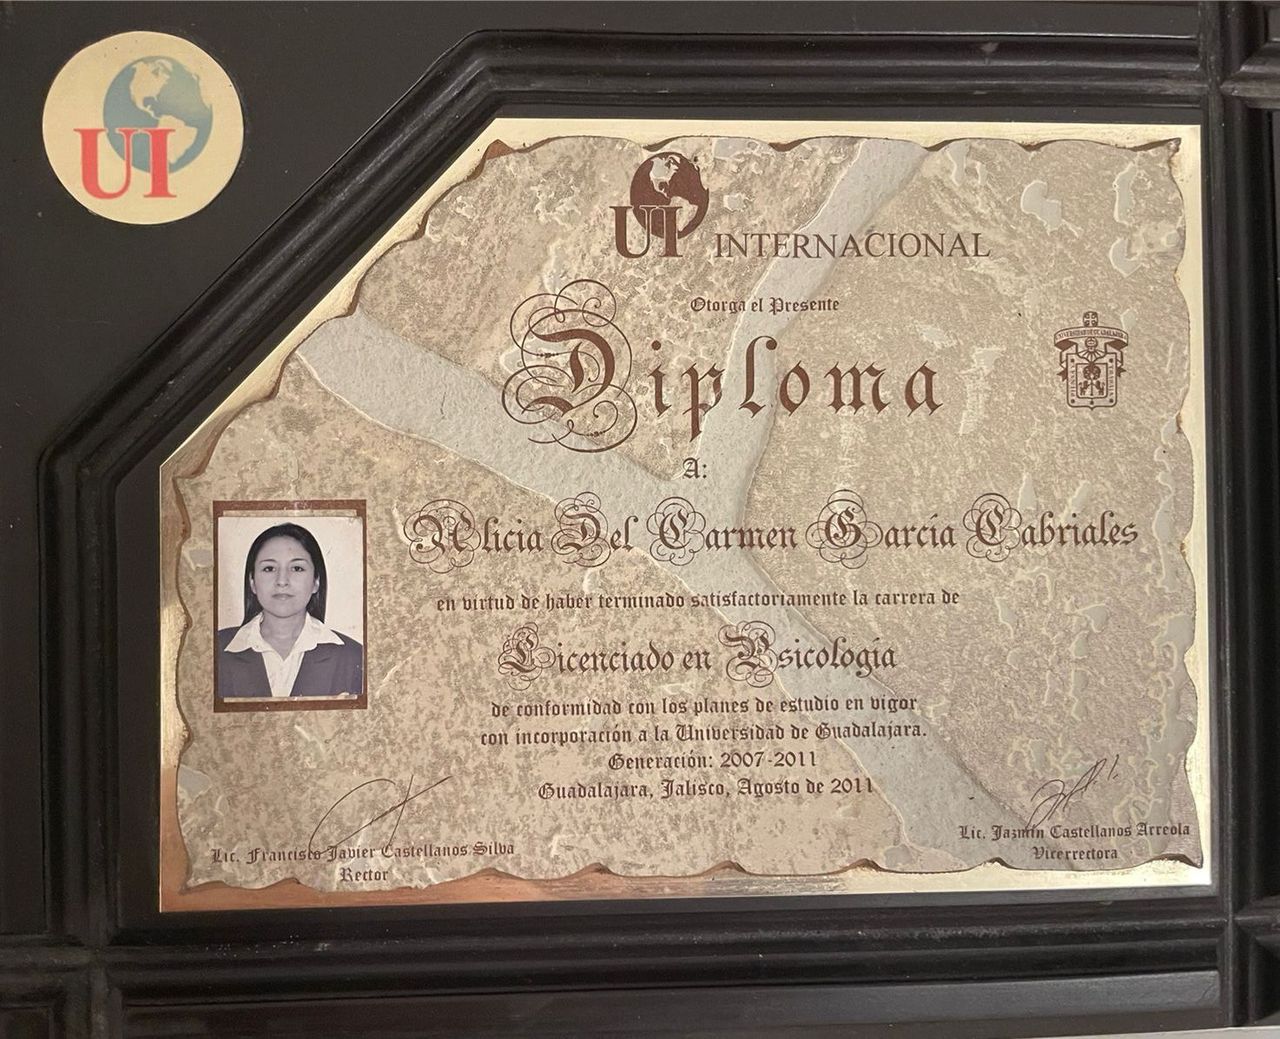 UI
UI INTERNACIONAL
Otorga el Presente
Diploma
A:
Alicia Del Carmen García Cabriales
en virtud de haber terminado satisfactoriamente la carrera de
Licenciado en Psicología
de conformidad con los planes de estudio en vigor
con incorporación a la Universidad de Guadalajara.
Generación: 2007-2011
Guadalajara, Jalisco, Agosto de 2011
Lic. Francisco Javier Castellanos Silva
Rector
Lic. Jazmín Castellanos Arreola
Vicerrectora